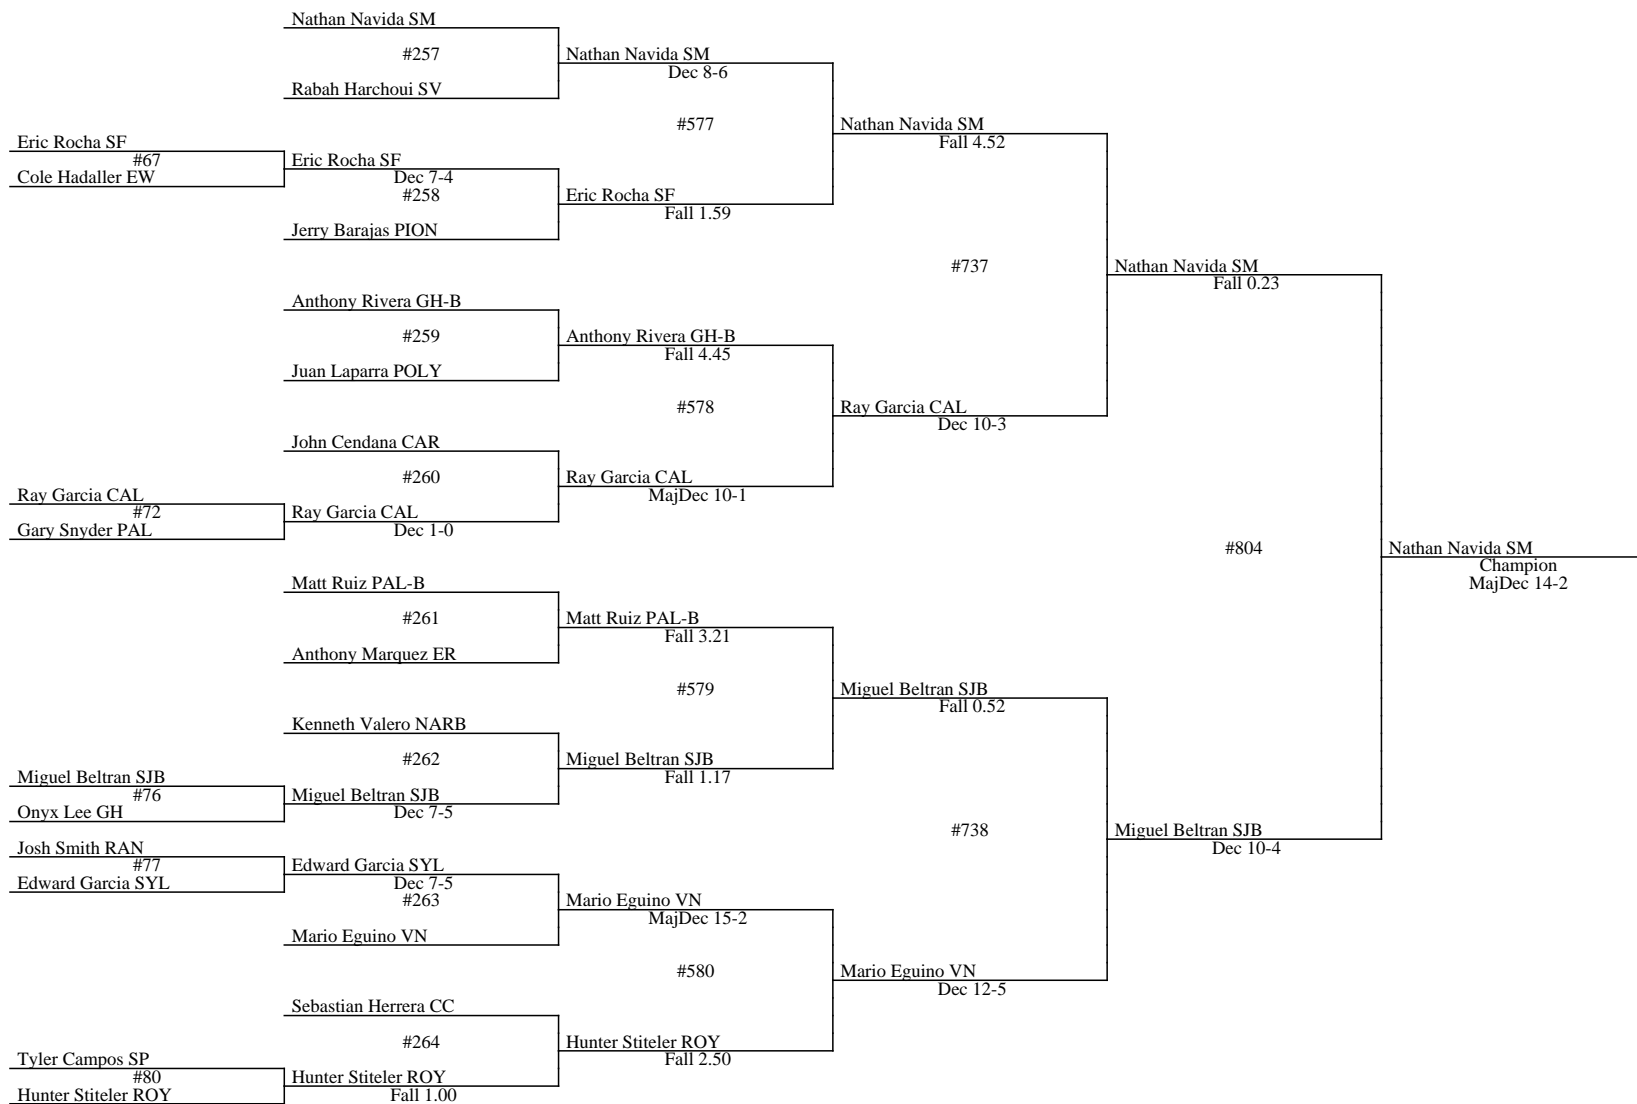 Nathan Navida SM
#257
Nathan Navida SM
Dec 8-6
Rabah Harchoui SV
#577
Nathan Navida SM
Fall 4.52
Eric Rocha SF
#67
Eric Rocha SF
Cole Hadaller EW
Dec 7-4
#258
Eric Rocha SF
Fall 1.59
Jerry Barajas PION
#737
Nathan Navida SM
Fall 0.23
Anthony Rivera GH-B
#259
Anthony Rivera GH-B
Fall 4.45
Juan Laparra POLY
#578
Ray Garcia CAL
Dec 10-3
John Cendana CAR
#260
Ray Garcia CAL
MajDec 10-1
Ray Garcia CAL
#72
Ray Garcia CAL
Gary Snyder PAL
Dec 1-0
#804
Nathan Navida SM
Champion
MajDec 14-2
Matt Ruiz PAL-B
#261
Matt Ruiz PAL-B
Fall 3.21
Anthony Marquez ER
#579
Miguel Beltran SJB
Fall 0.52
Kenneth Valero NARB
#262
Miguel Beltran SJB
Fall 1.17
Miguel Beltran SJB
#76
Miguel Beltran SJB
Onyx Lee GH
Dec 7-5
#738
Miguel Beltran SJB
Dec 10-4
Josh Smith RAN
#77
Edward Garcia SYL
Edward Garcia SYL
Dec 7-5
#263
Mario Eguino VN
MajDec 15-2
Mario Eguino VN
#580
Mario Eguino VN
Dec 12-5
Sebastian Herrera CC
#264
Hunter Stiteler ROY
Fall 2.50
Tyler Campos SP
#80
Hunter Stiteler ROY
Hunter Stiteler ROY
Fall 1.00